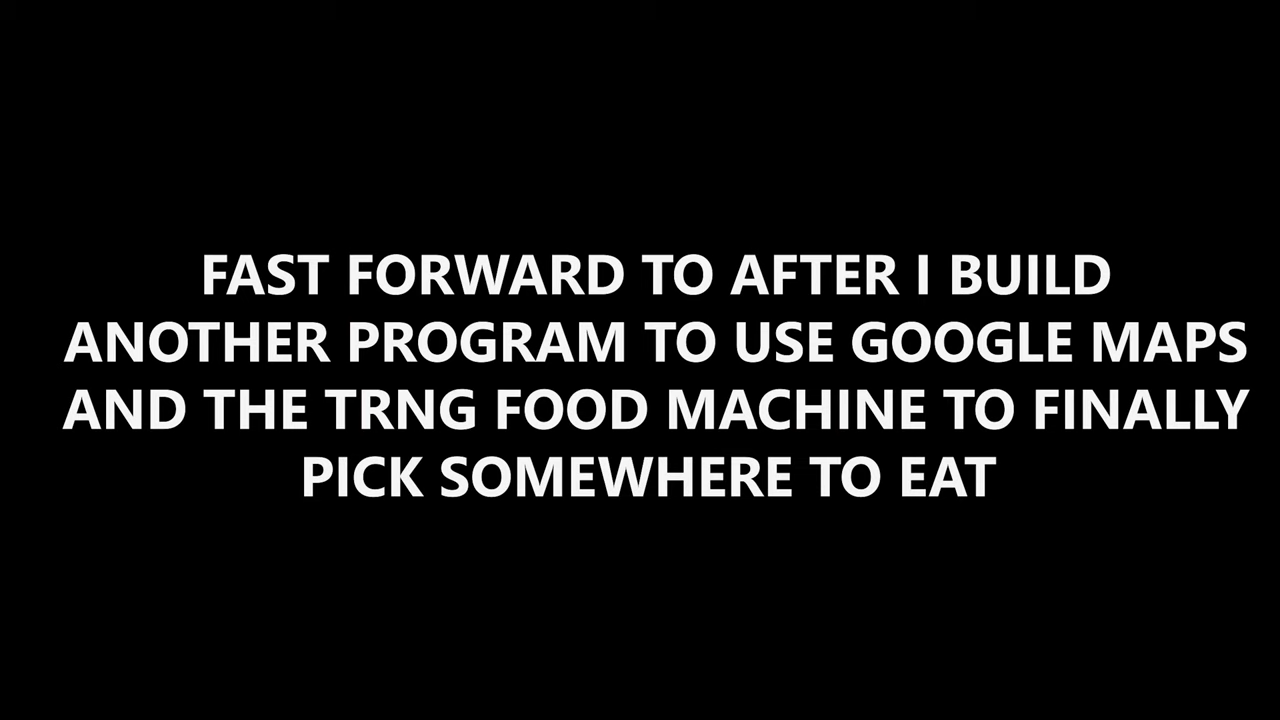 FAST FORWARD TO AFTER I BUILD
ANOTHER PROGRAM TO USE GOOGLE MAPS
AND THE TRNG FOOD MACHINE TO FINALLY
PICK SOMEWHERE TO EAT